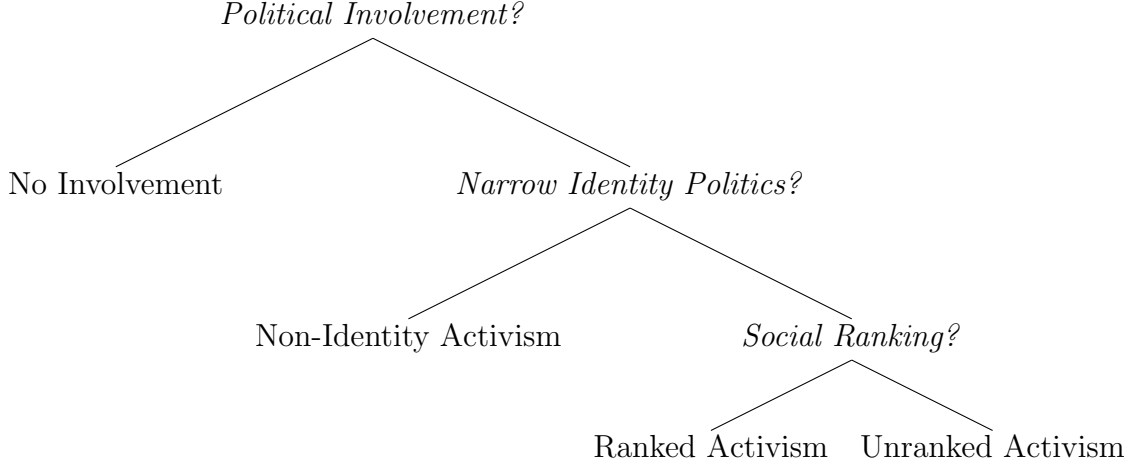 Political Involvement?
No Involvement
Narrow Identity Politics?
Non-Identity Activism
Social Ranking?
Ranked Activism
Unranked Activism